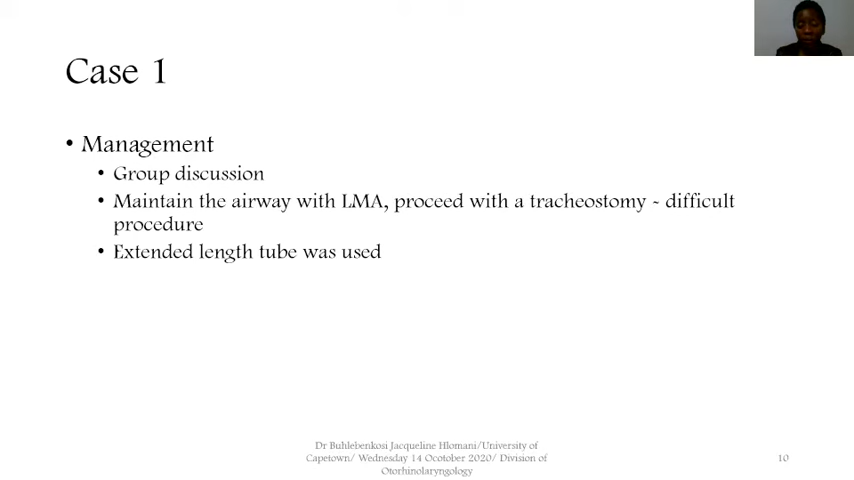 Case 1
• Management
• Group discussion
• Maintain the airway with LMA, proceed with a tracheostomy - difficult
procedure
• Extended length tube was used
Dr Buhlebenkosi Jacqueline Hlomani/University of
Capetown/ Wednesday 14 Ocotober 2020/ Division of
Otorhinolaryngology
10